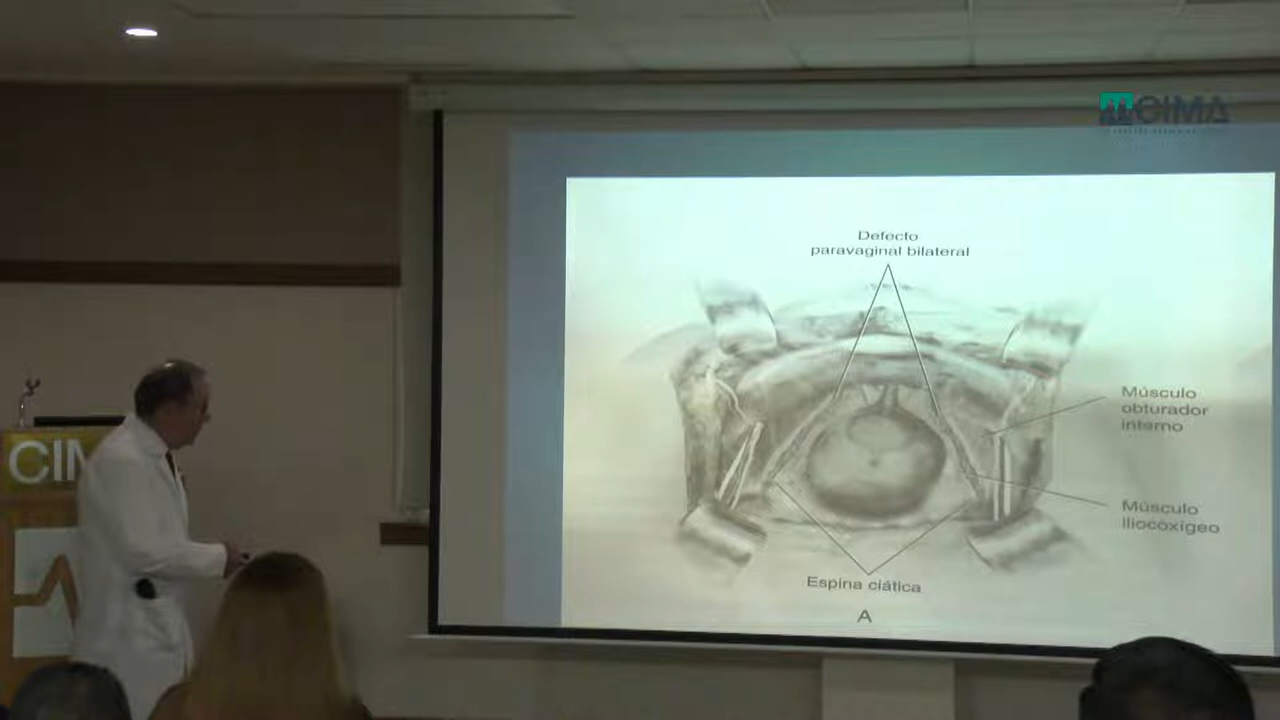 CIMA
Defecto
paravaginal bilateral
Músculo
obturador
interno
Músculo
Iliocoxígeo
Espina ciática
A
CIM